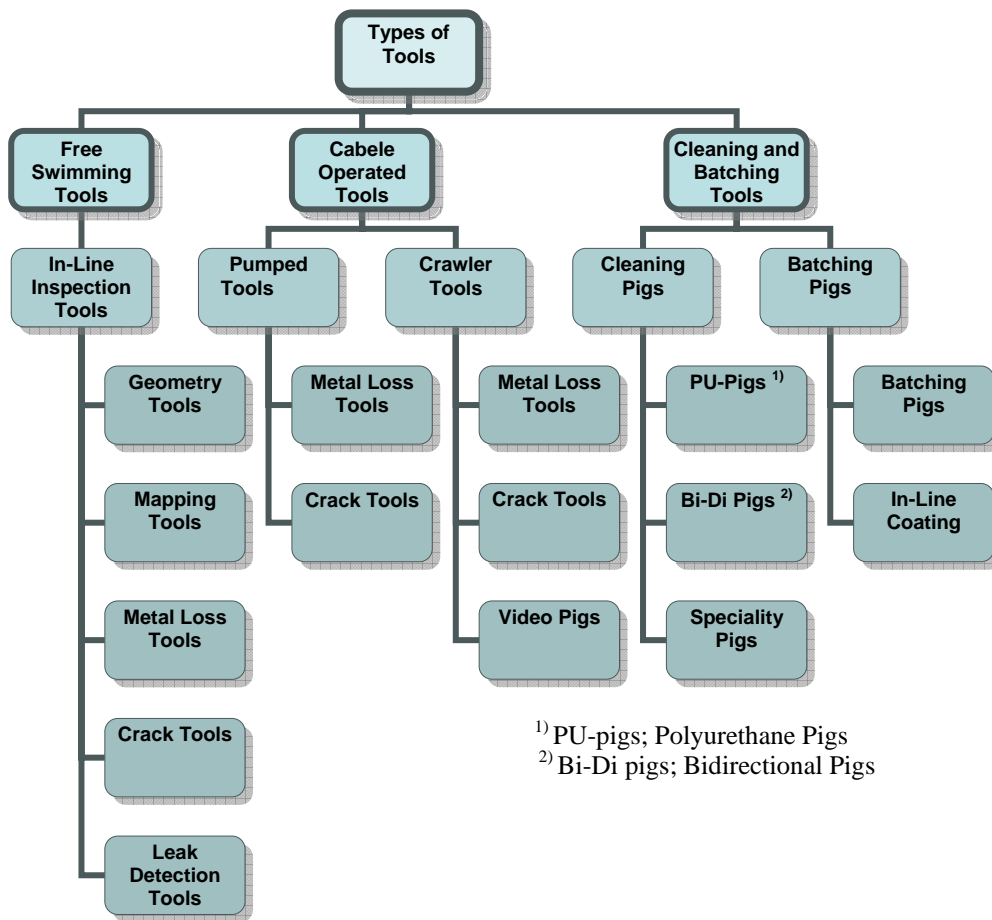 Types of
Tools
Free
Swimming
Tools
Cabele
Operated
Tools
Cleaning and
Batching
Tools
In-Line
Inspection
Tools
Pumped
Tools
Crawler
Tools
Cleaning
Pigs
Batching
Pigs
Geometry
Tools
Mapping
Tools
Metal Loss
Tools
Crack Tools
Leak
Detection
Tools
Metal Loss
Tools
Crack Tools
Metal Loss
Tools
Crack Tools
Video Pigs
PU-Pigs 1)
Bi-Di Pigs 2)
Speciality
Pigs
Batching
Pigs
In-Line
Coating
1) PU-pigs; Polyurethane Pigs
2) Bi-Di pigs; Bidirectional Pigs